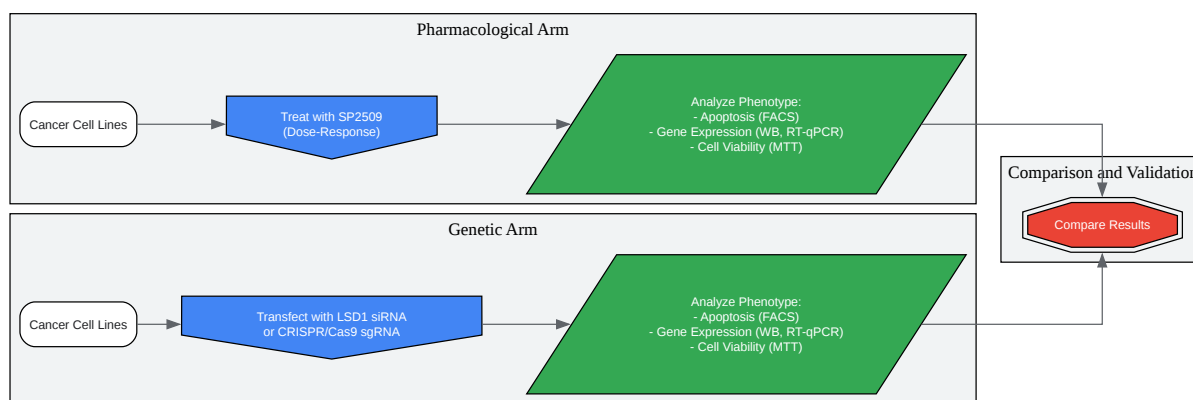 Pharmacological Arm
Cancer Cell Lines
Treat with SP2509
(Dose-Response)
Analyze Phenotype:
- Apoptosis (FACS)
- Gene Expression (WB, RT-qPCR)
- Cell Viability (MTT)
Genetic Arm
Cancer Cell Lines
Transfect with LSD1 siRNA
or CRISPR/Cas9 sgRNA
Analyze Phenotype:
- Apoptosis (FACS)
- Gene Expression (WB, RT-qPCR)
- Cell Viability (MTT)
Comparison and Validation
Compare Results